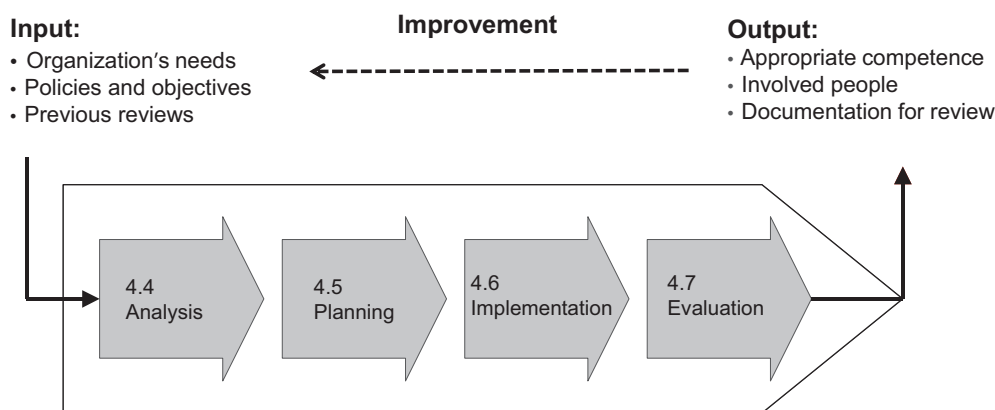 Input:
• Organization's needs
• Policies and objectives
• Previous reviews
Improvement
Output:
• Appropriate competence
• Involved people
• Documentation for review
4.4
Analysis
4.5
Planning
4.6
Implementation
4.7
Evaluation